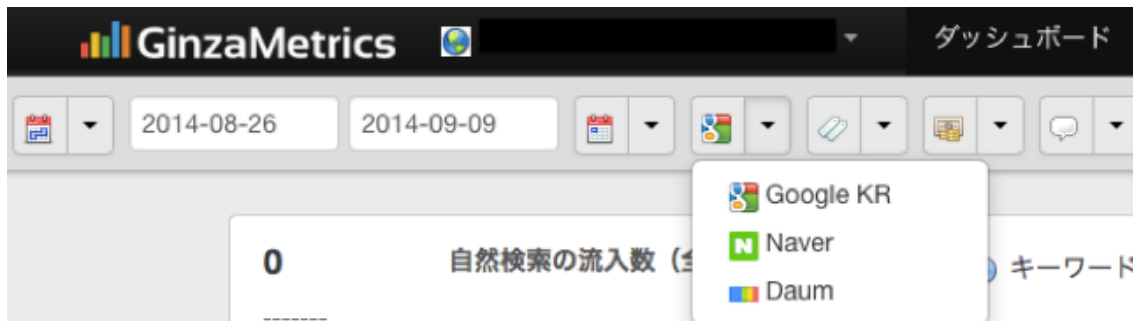 GinzaMetrics ダッシュボード
2014-08-26 2014-09-09
Google KR
Naver
Daum
0 自然検索の流入数（全 キーワード
-------